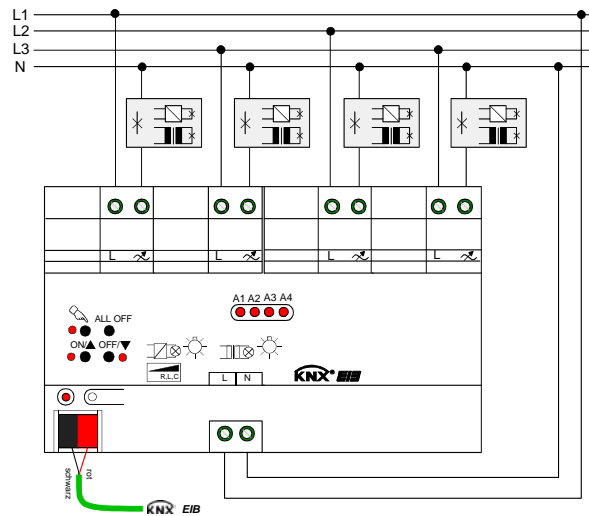 L1
L2
L3
N
L L L L
A1 A2 A3 A4
ALL OFF
ON/▲ OFF/▼
R,L,C
L N
KNX® EIB
schwarz rot
KNX EIB